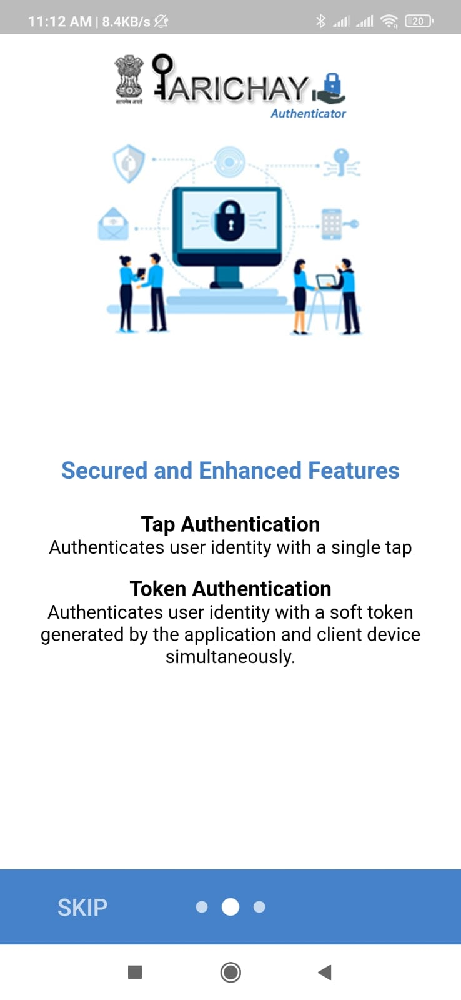 11:12 AM | 8.4KB/s
20
सत्यमेव जयते
PARICHAY
Authenticator
Secured and Enhanced Features
Tap Authentication
Authenticates user identity with a single tap
Token Authentication
Authenticates user identity with a soft token
generated by the application and client device
simultaneously.
SKIP